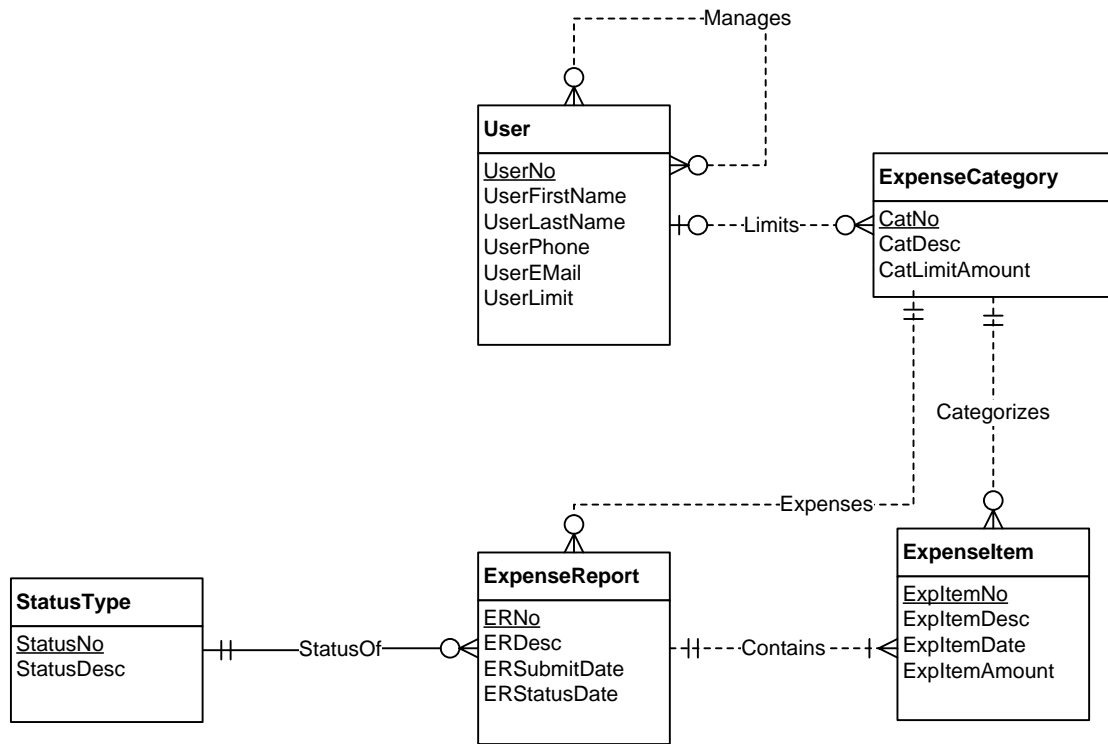 Manages
User
UserNo
UserFirstName
UserLastName
UserPhone
UserEMail
UserLimit
Limits
ExpenseCategory
CatNo
CatDesc
CatLimitAmount
Categorizes
Expenses
StatusType
StatusNo
StatusDesc
StatusOf
ExpenseReport
ERNo
ERDesc
ERSubmitDate
ERStatusDate
Contains
ExpenseItem
ExpItemNo
ExpItemDesc
ExpItemDate
ExpItemAmount